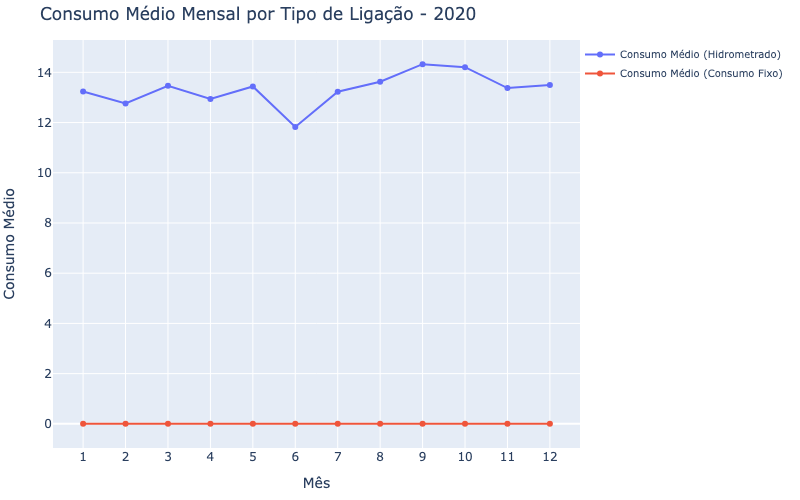 Consumo Médio Mensal por Tipo de Ligação - 2020
Consumo Médio (Hidrometrado)
Consumo Médio (Consumo Fixo)
Consumo Médio
14
12
10
8
6
4
2
0
1 2 3 4 5 6 7 8 9 10 11 12
Mês